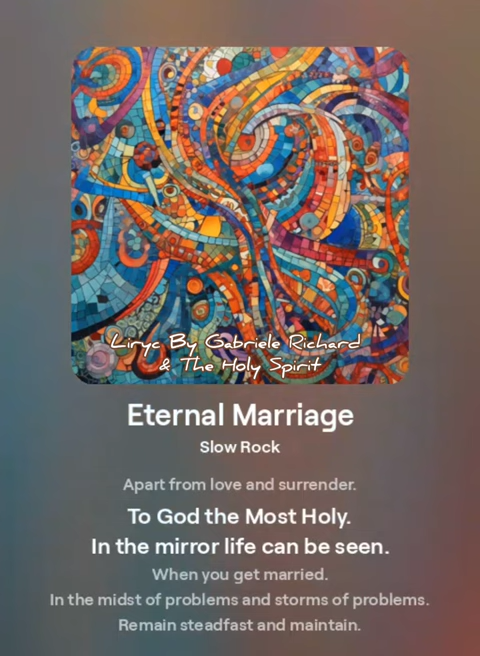 Liryc By Gabriele Richard
& The Holy Spirit
Eternal Marriage
Slow Rock
Apart from love and surrender.
To God the Most Holy.
In the mirror life can be seen.
When you get married.
In the midst of problems and storms of problems.
Remain steadfast and maintain.